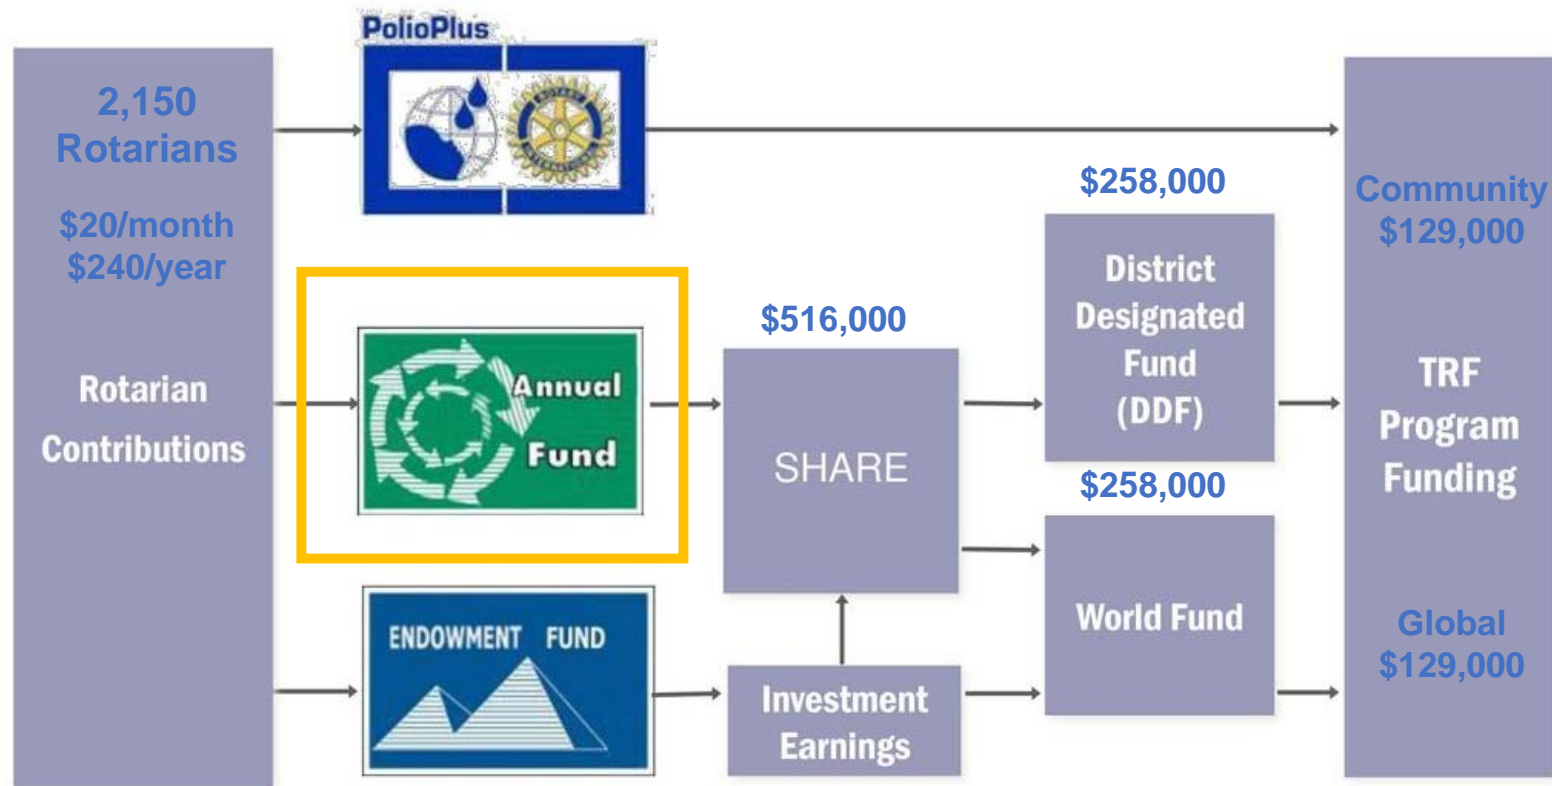 PolioPlus
2,150
Rotarians
$20/month
$240/year
Rotarian
Contributions
ROTARY
INTERNATIONAL
Annual
Fund
ENDOWMENT FUND
$516,000
SHARE
Investment
Earnings
$258,000
District
Designated
Fund
(DDF)
$258,000
World Fund
Community
$129,000
TRF
Program
Funding
Global
$129,000